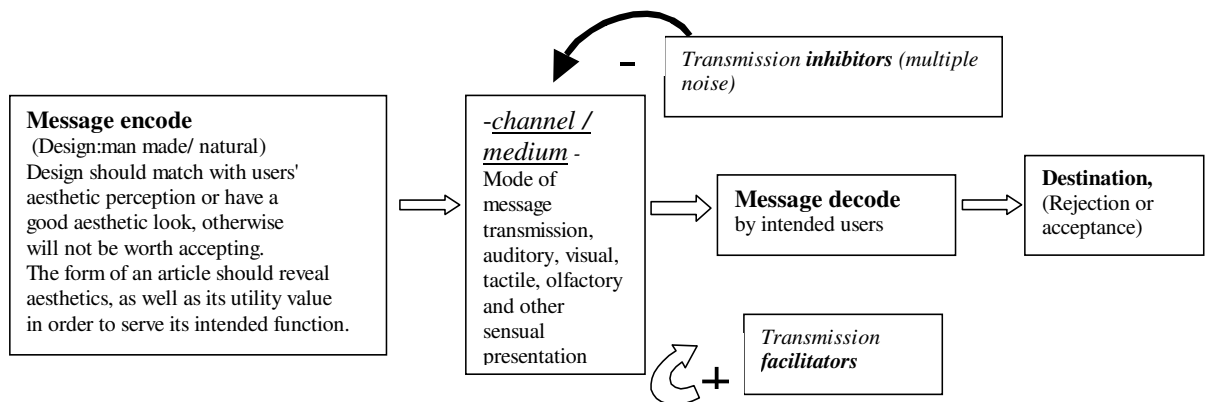 Message encode
(Design:man made/ natural)
Design should match with users'
aesthetic perception or have a
good aesthetic look, otherwise
will not be worth accepting.
The form of an article should reveal
aesthetics, as well as its utility value
in order to serve its intended function.
-channel /
medium -
Mode of
message
transmission,
auditory, visual,
tactile, olfactory
and other
sensual
presentation
-
Transmission inhibitors (multiple
noise)
Message decode
by intended users
Destination,
(Rejection or
acceptance)
+
Transmission
facilitators